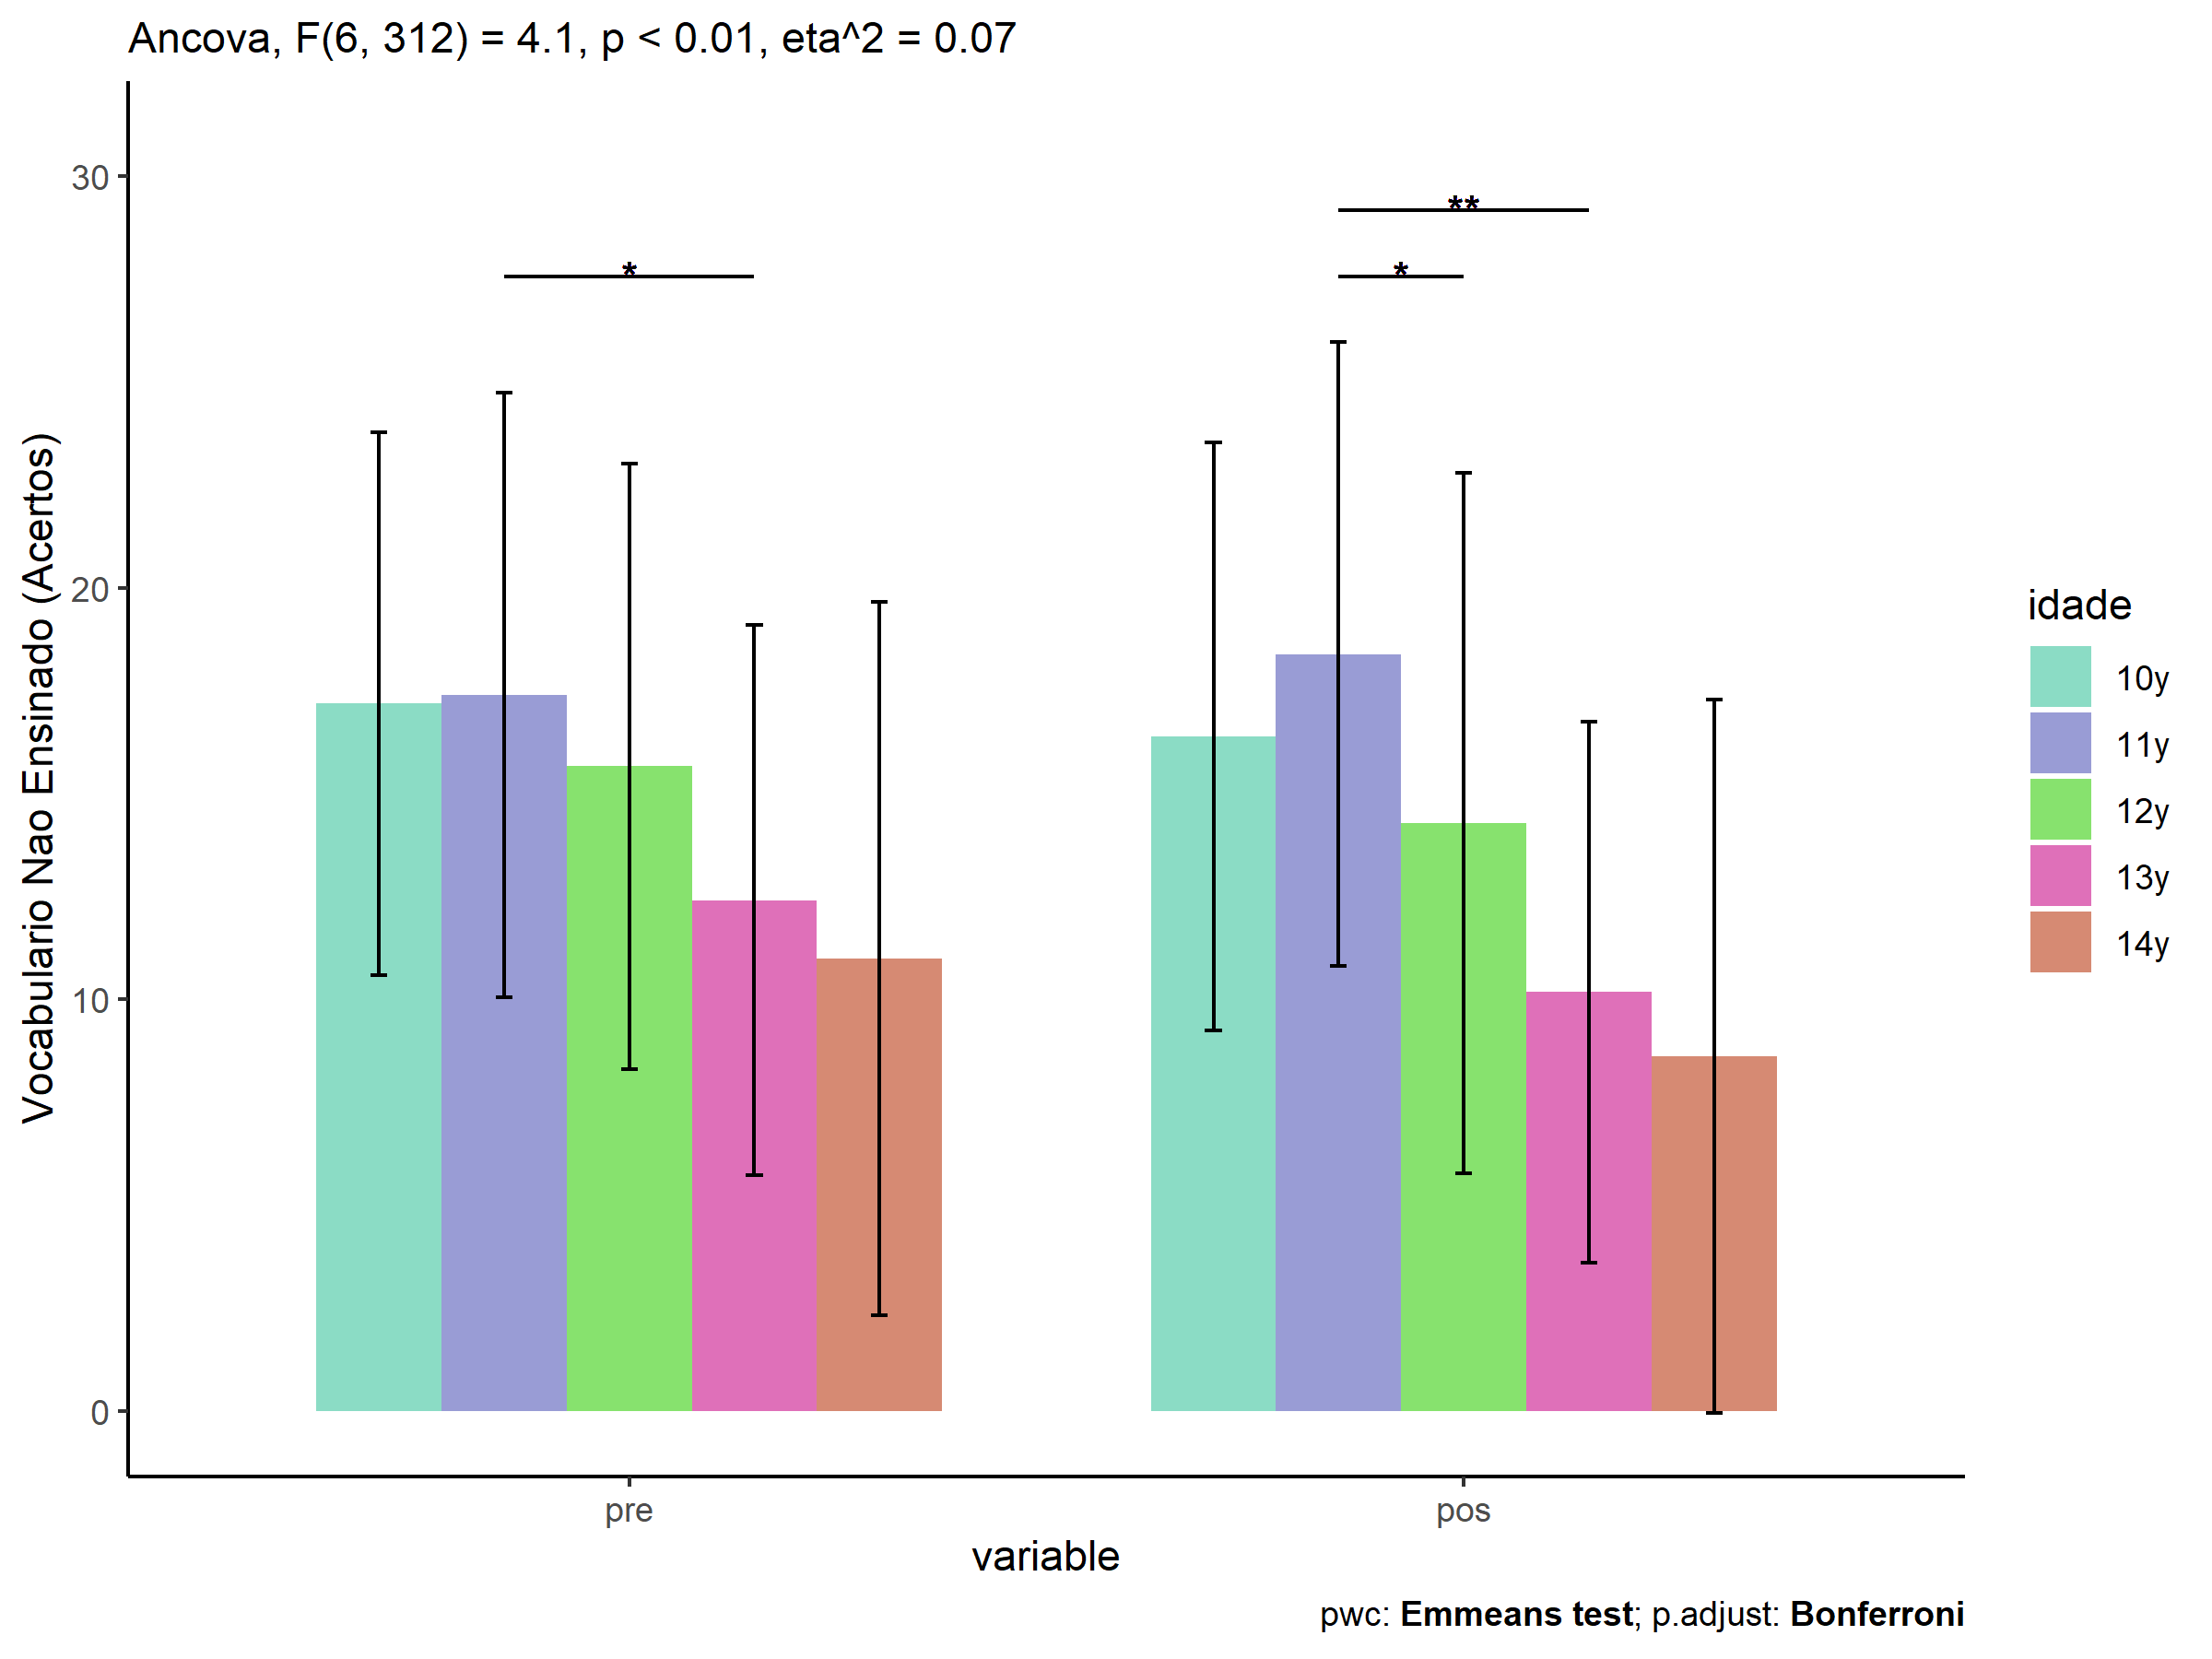 Ancova, F(6, 312) = 4.1, p < 0.01, eta^2 = 0.07
Vocabulario Nao Ensinado (Acertos)
30
20
10
0
*
**
*
pre
pos
variable
idade
10y
11y
12y
13y
14y
pwc: Emmeans test; p.adjust: Bonferroni